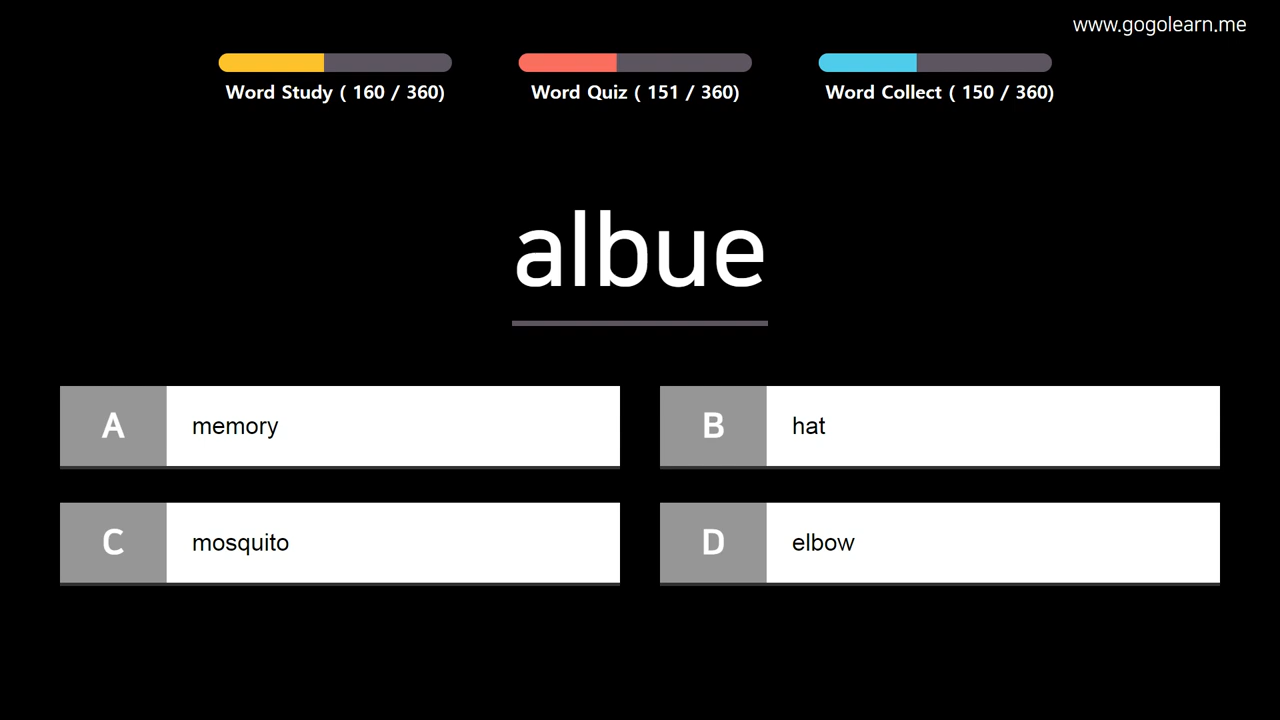 www.gogolearn.me
Word Study ( 160 / 360)
Word Quiz ( 151 / 360)
Word Collect ( 150 / 360)
albue
A
memory
B
hat
C
mosquito
D
elbow